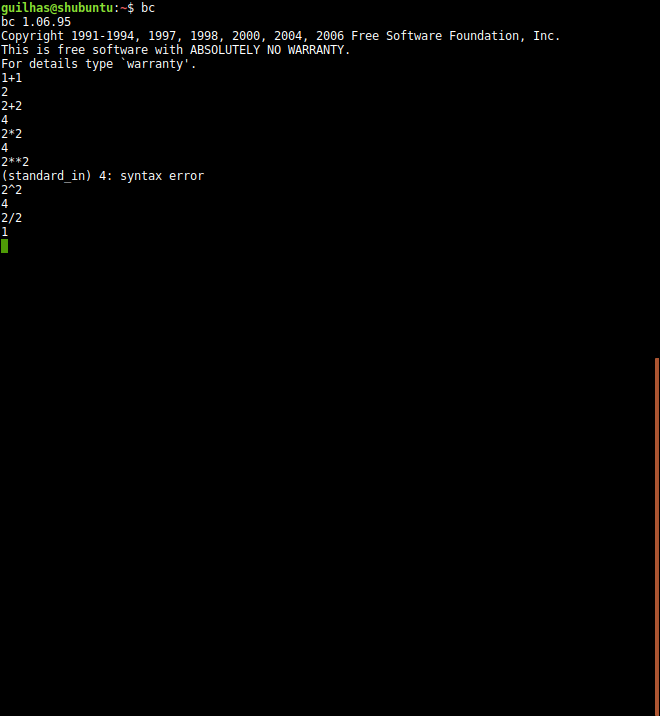 guilhas@shubuntu:~$ bc
bc 1.06.95
Copyright 1991-1994, 1997, 1998, 2000, 2004, 2006 Free Software Foundation, Inc.
This is free software with ABSOLUTELY NO WARRANTY.
For details type `warranty'.
1+1
2
2+2
4
2*2
4
2**2
(standard_in) 4: syntax error
2^2
4
2/2
1